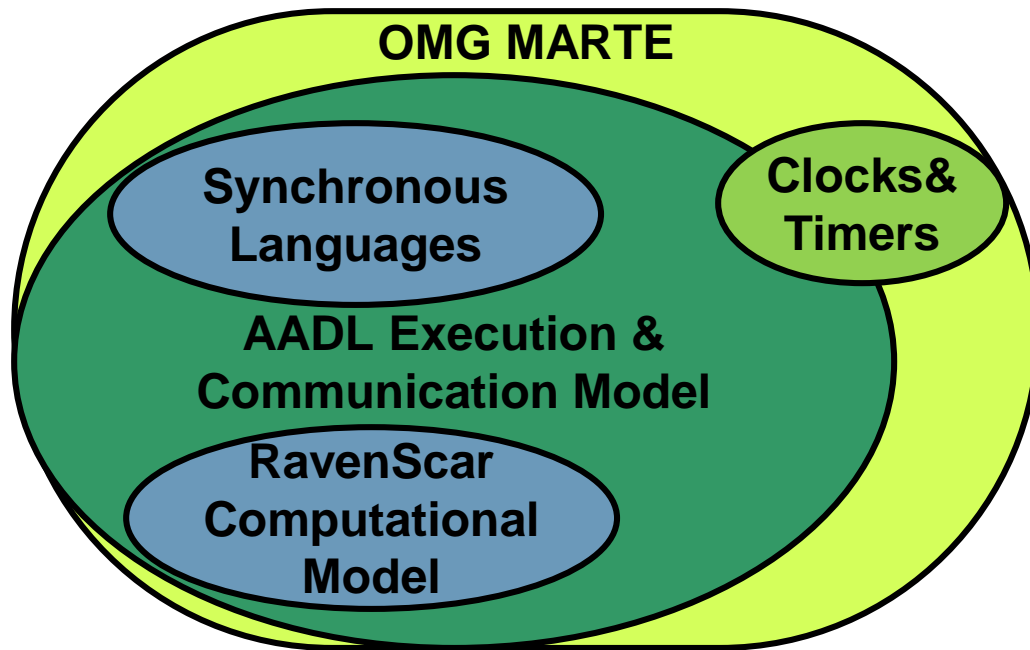 OMG MARTE
Synchronous
Languages
Clocks&
Timers
AADL Execution &
Communication Model
RavenScar
Computational
Model